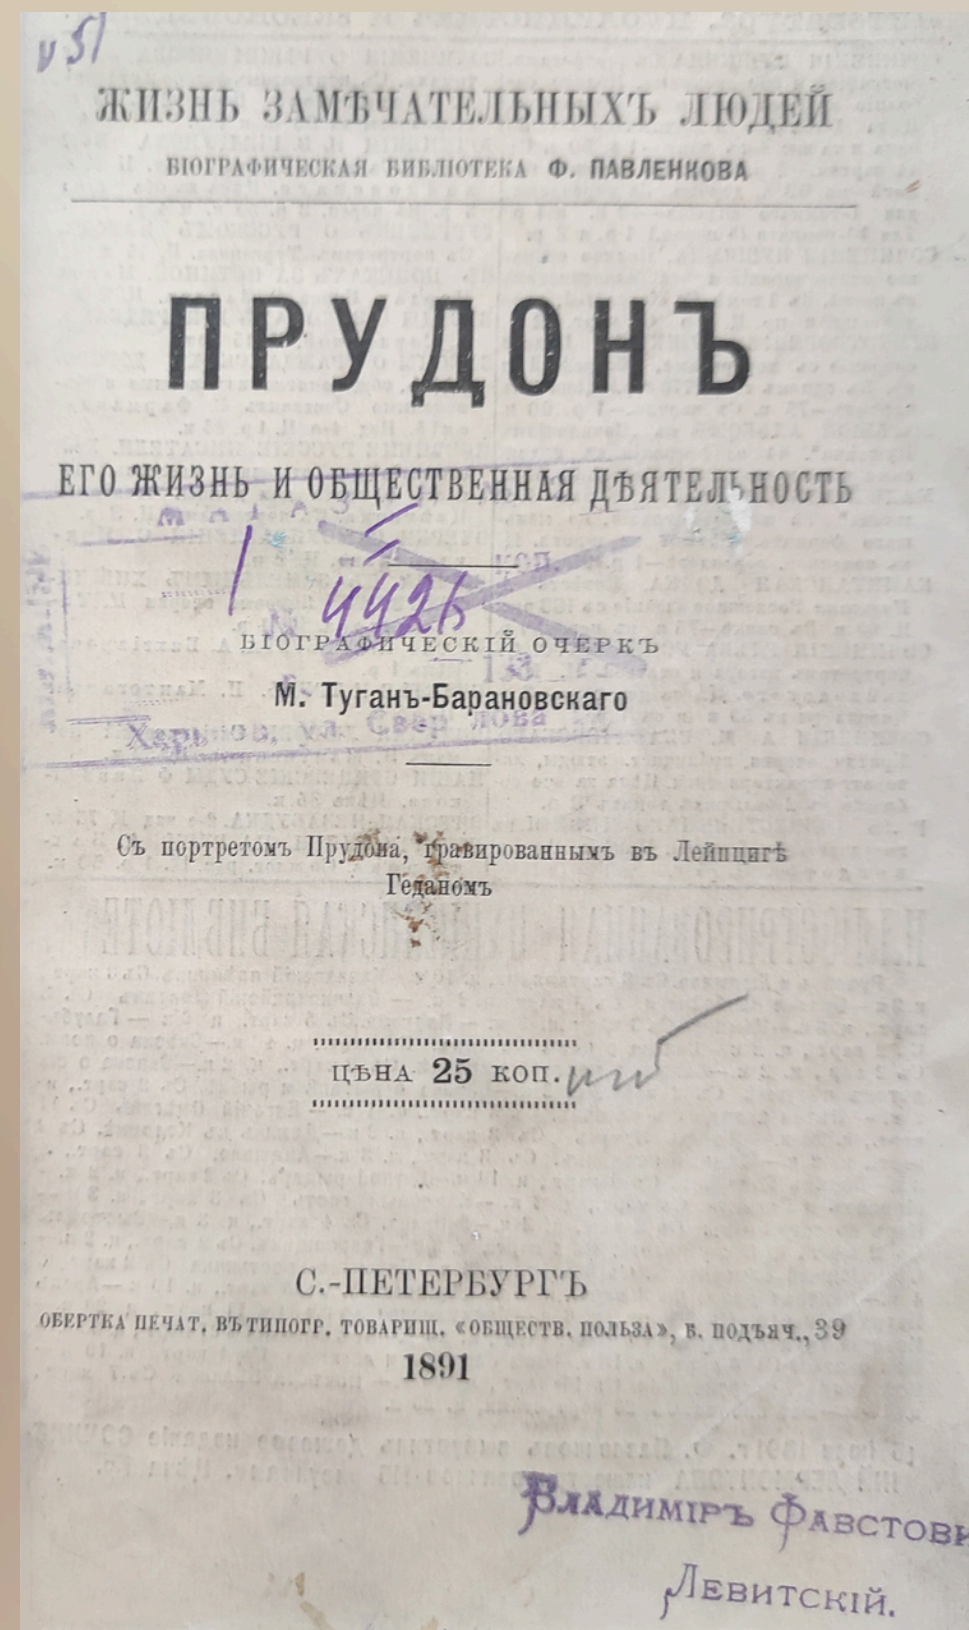 ЖИЗНЬ ЗАМѢЧАТЕЛЬНЫХЪ ЛЮДЕЙ
БІОГРАФИЧЕСКАЯ БИБЛІОТЕКА Ф. ПАВЛЕНКОВА
ПРУДОНЪ
ЕГО ЖИЗНЬ И ОБЩЕСТВЕННАЯ ДѢЯТЕЛЬНОСТЬ
4426
БІОГРАФИЧЕСКІЙ ОЧЕРКЪ
М. Туганъ-Барановскаго
Харьков, ул. Свердлова
Съ портретомъ Прудона, гравированнымъ въ Лейпцигѣ
Геданомъ
ЦѢНА 25 КОП.
С.-ПЕТЕРБУРГЪ
ОБЕРТКА ПЕЧАТ. ВЪ ТИПОГР. ТОВАРИЩ. «ОБЩЕСТВ. ПОЛЬЗА», Б. ПОДЪЯЧ., 39
1891
ВЛАДИМІРЪ ФАВСТОВИ
ЛЕВИТСКІЙ.